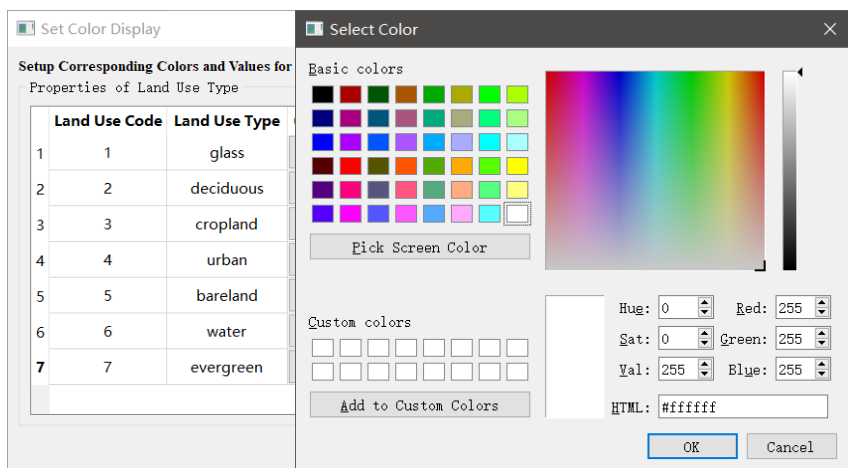 Set Color Display
Setup Corresponding Colors and Values for
Properties of Land Use Type
Land Use Code Land Use Type
1 1 glass
2 2 deciduous
3 3 cropland
4 4 urban
5 5 bareland
6 6 water
7 7 evergreen
Select Color
Basic colors
Pick Screen Color
Custom colors
Add to Custom Colors
Hue: 0 Red: 255
Sat: 0 Green: 255
Val: 255 Blue: 255
HTML: #ffffff
OK Cancel